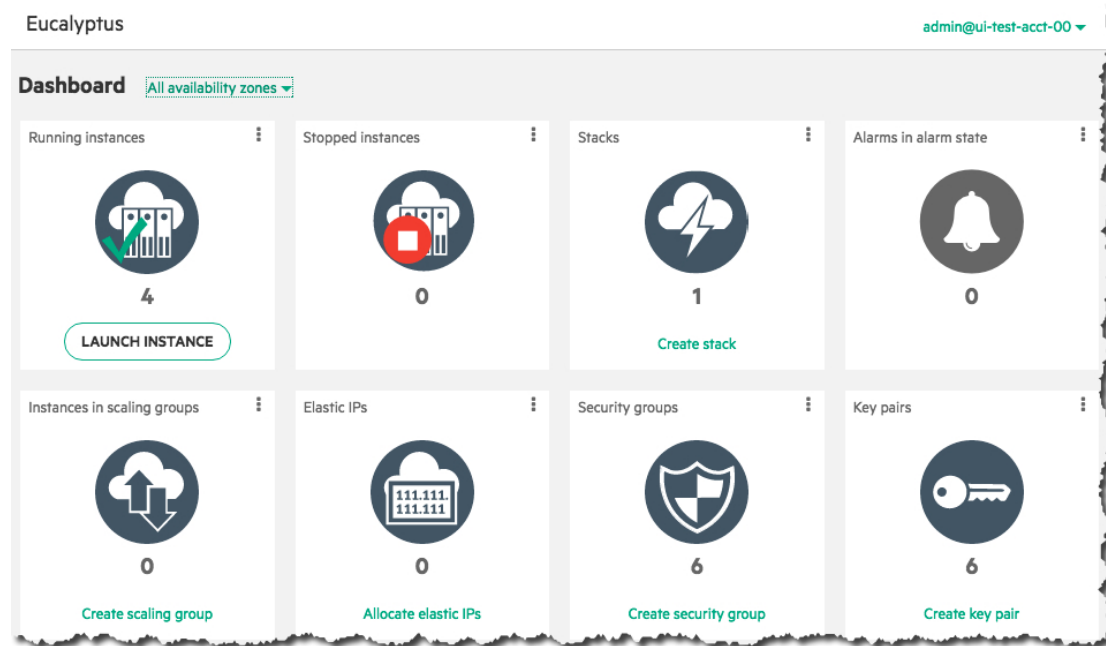 Eucalyptus
admin@ui-test-acct-00
Dashboard All availability zones
Running instances
4
LAUNCH INSTANCE
Stopped instances
0
Stacks
1
Create stack
Alarms in alarm state
0
Instances in scaling groups
0
Create scaling group
Elastic IPs
111.111.
111.111
0
Allocate elastic IPs
Security groups
6
Create security group
Key pairs
6
Create key pair